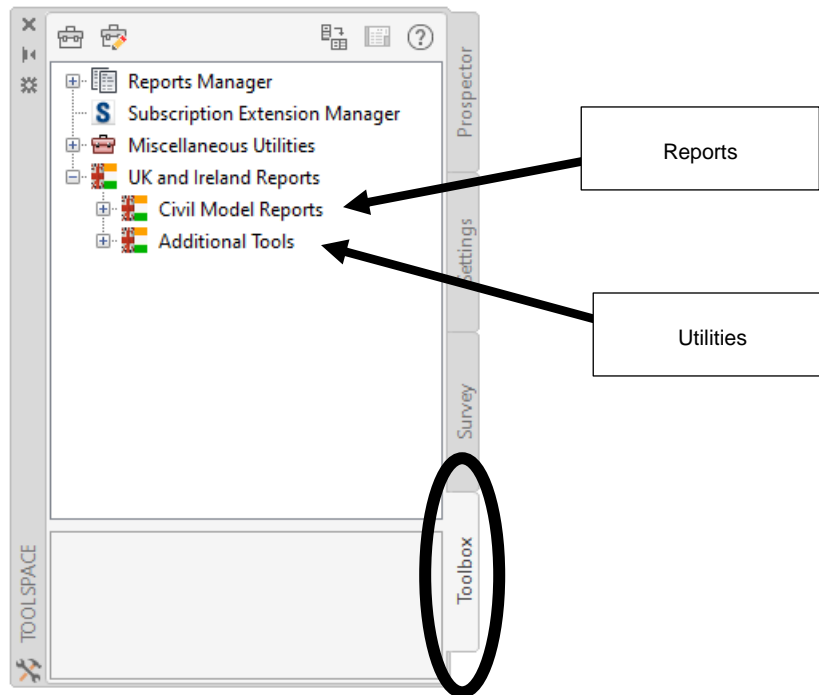 Reports Manager
S Subscription Extension Manager
Miscellaneous Utilities
UK and Ireland Reports
Civil Model Reports
Additional Tools
Prospector
Settings
Survey
Toolbox
TOOLSPACE
Reports
Utilities